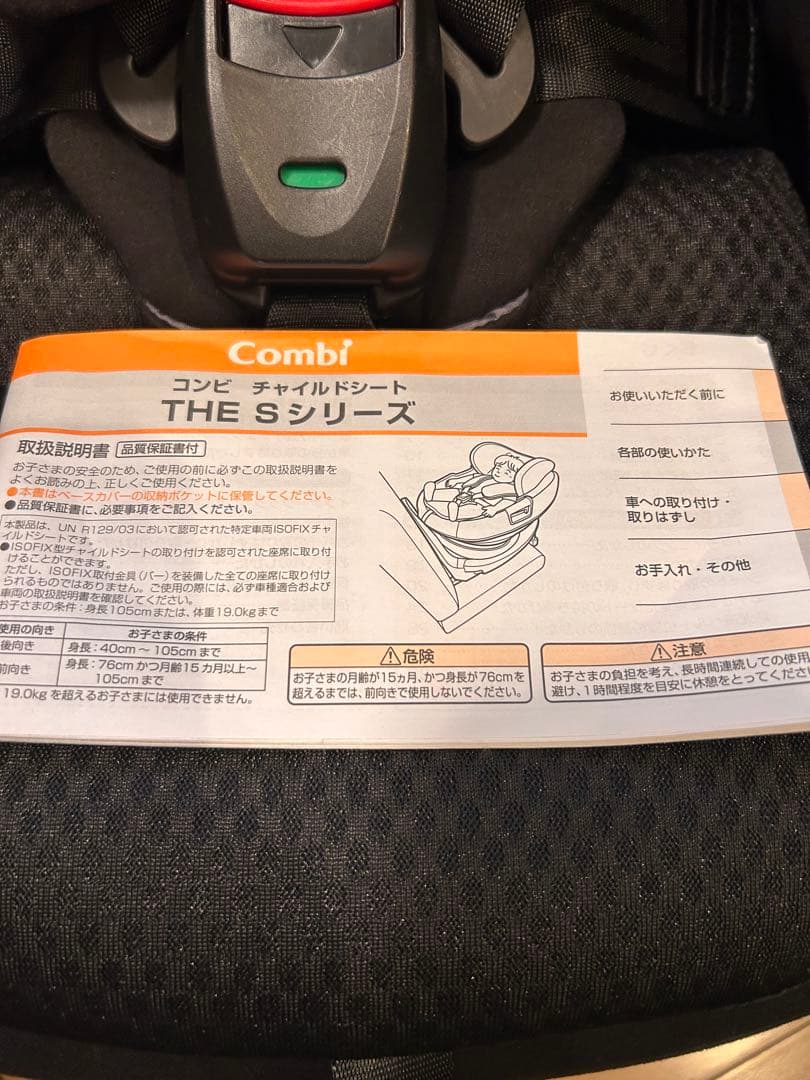 Combi
コンビ チャイルドシート
THE Sシリーズ
取扱説明書 品質保証書付
お子さまの安全のため、ご使用の前に必ずこの取扱説明書を
よくお読みの上、正しくご使用ください。
●本書はベースカバーの収納ポケットに保管してください。
●品質保証書に、必要事項をご記入ください。
本製品は、UN R129/03において認可された特定車両ISOFIXチャ
イルドシートです。
●ISOFIX型チャイルドシートの取り付けを認可された座席に取り付
けることができます。
ただし、ISOFIX取付金具(バー)を装備した全ての座席に取り付け
られるものではありません。ご使用の際には、必ず車種適合および
車両の取扱説明書を確認してください。
お子さまの条件：身長105cmまたは、体重19.0kgまで
使用の向き お子さまの条件
後向き 身長：40cm～105cmまで
前向き 身長：76cmかつ月齢15カ月以上～
105cmまで
19.0kgを超えるお子さまには使用できません。
⚠危険
お子さまの月齢が15ヵ月、かつ身長が76cmを
超えるまでは、前向きで使用しないでください。
⚠注意
お子さまの負担を考え、長時間連続しての使用
避け、1時間程度を目安に休憩をとってくださ
お使いいただく前に
各部の使いかた
車への取り付け・
取りはずし
お手入れ・その他